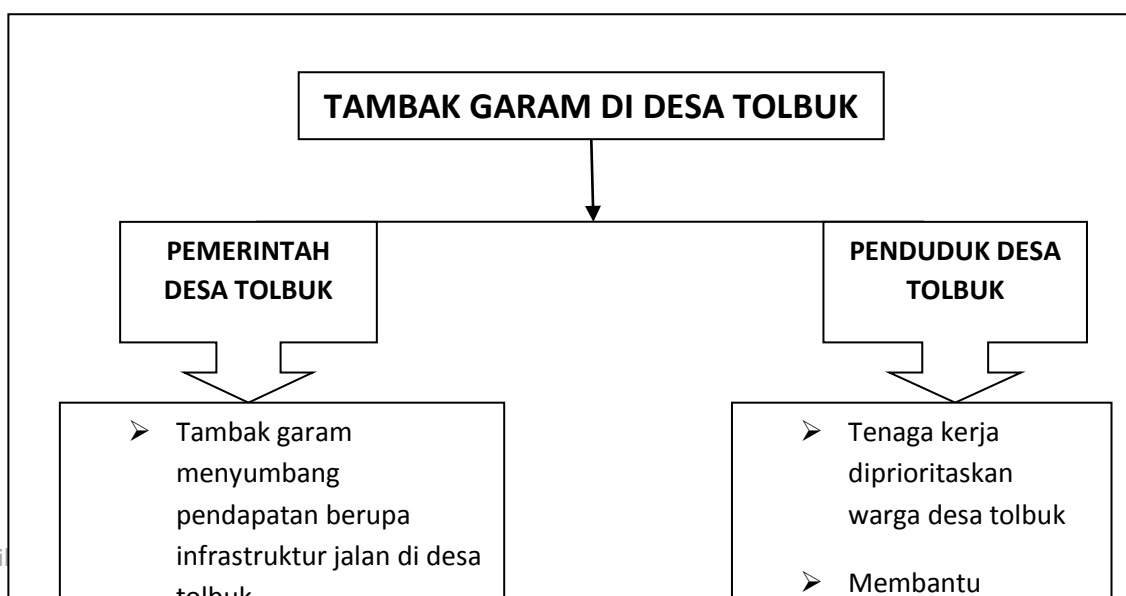 TAMBAK GARAM DI DESA TOLBUK
PEMERINTAH
DESA TOLBUK
PENDUDUK DESA
TOLBUK
➢ Tambak garam
menyumbang
pendapatan berupa
infrastruktur jalan di desa
tolbuk
➢ Tenaga kerja
diprioritaskan
warga desa tolbuk
➢ Membantu